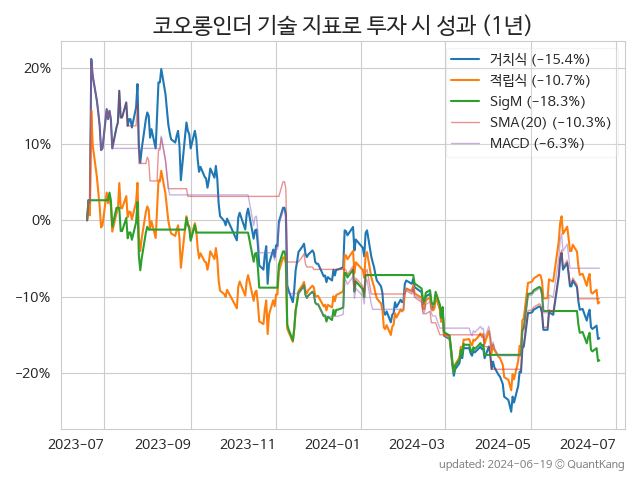 코오롱인더 기술 지표로 투자 시 성과 (1년)
거치식 (−15.4%)
적립식 (−10.7%)
SigM (−18.3%)
SMA(20) (−10.3%)
MACD (−6.3%)
20%
10%
0%
−10%
−20%
2023−07 2023−09 2023−11 2024−01 2024−03 2024−05 2024−07
updated: 2024−06−19 © QuantKang